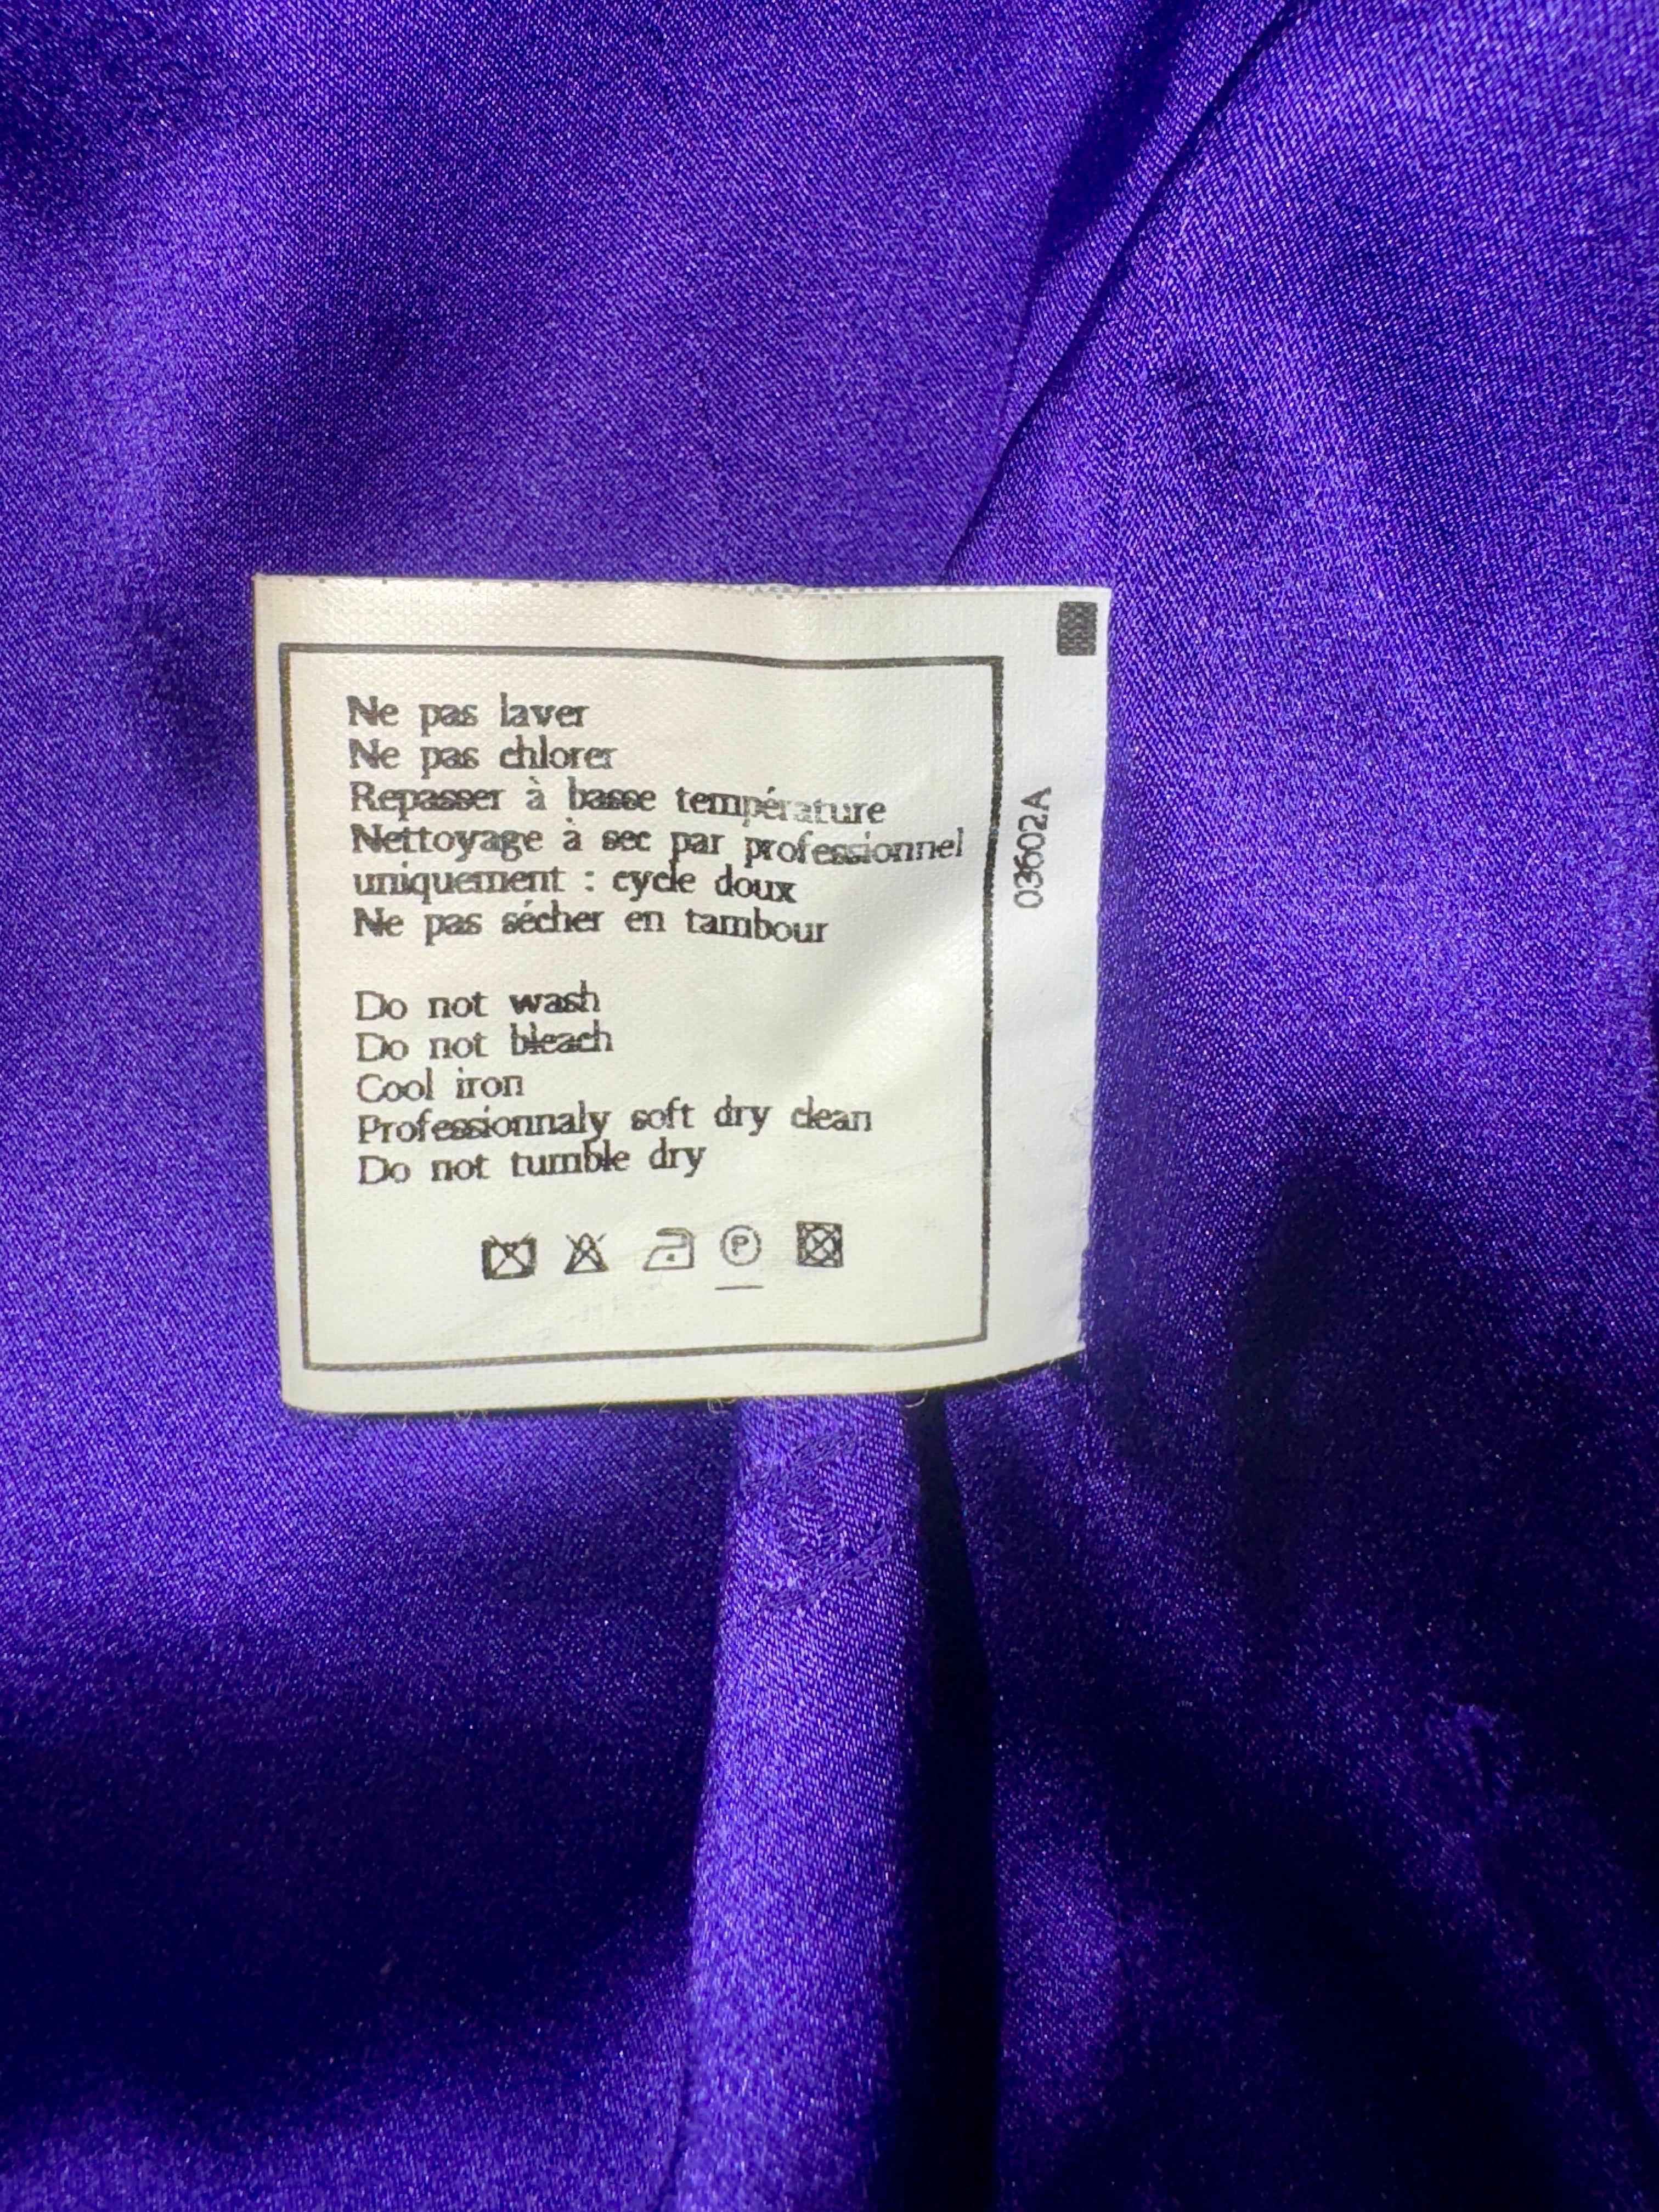 Ne pas laver
Ne pas chlorer
Repasser à basse température
Nettoyage à sec par professionnel
uniquement : cycle doux
Ne pas sécher en tambour
Do not wash
Do not bleach
Cool iron
Professionnaly soft dry clean
Do not tumble dry
P
03602A